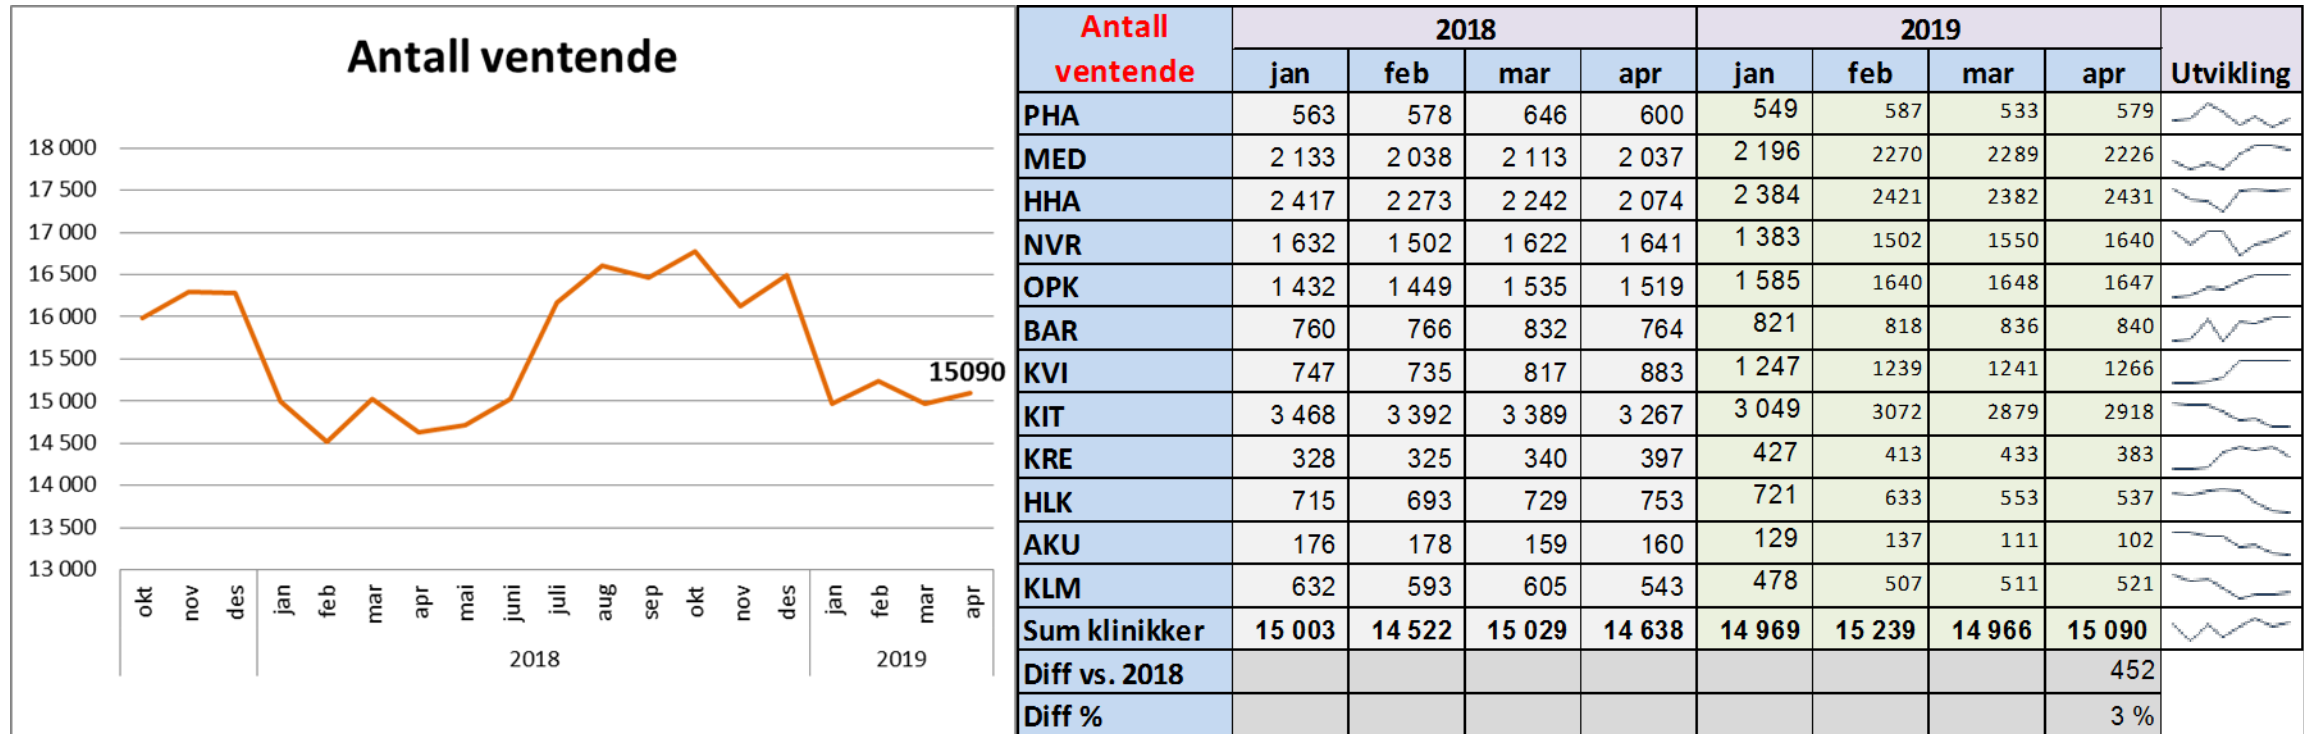 Antall ventende
18 000
17 500
17 000
16 500
16 000
15 500
15 000
14 500
14 000
13 500
13 000
15090
okt nov des jan feb mar apr mai juni juli aug sep okt nov des jan feb mar apr
2018 2019
Antall ventende 2018 2019
jan feb mar apr jan feb mar apr Utvikling
PHA 563 578 646 600 549 587 533 579
MED 2 133 2 038 2 113 2 037 2 196 2270 2289 2226
HHA 2 417 2 273 2 242 2 074 2 384 2421 2382 2431
NVR 1 632 1 502 1 622 1 641 1 383 1502 1550 1640
OPK 1 432 1 449 1 535 1 519 1 585 1640 1648 1647
BAR 760 766 832 764 821 818 836 840
KVI 747 735 817 883 1 247 1239 1241 1266
KIT 3 468 3 392 3 389 3 267 3 049 3072 2879 2918
KRE 328 325 340 397 427 413 433 383
HLK 715 693 729 753 721 633 553 537
AKU 176 178 159 160 129 137 111 102
KLM 632 593 605 543 478 507 511 521
Sum klinikker 15 003 14 522 15 029 14 638 14 969 15 239 14 966 15 090
Diff vs. 2018 452
Diff % 3 %